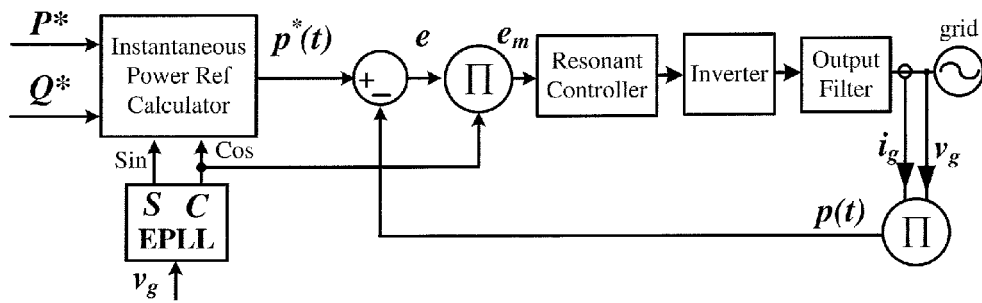 P*
Q*
Instantaneous
Power Ref
Calculator
p*(t)
+
−
e
Π
e_m
Resonant
Controller
Inverter
Output
Filter
grid
Sin
Cos
S C
EPLL
v_g
i_g
v_g
p(t)
Π